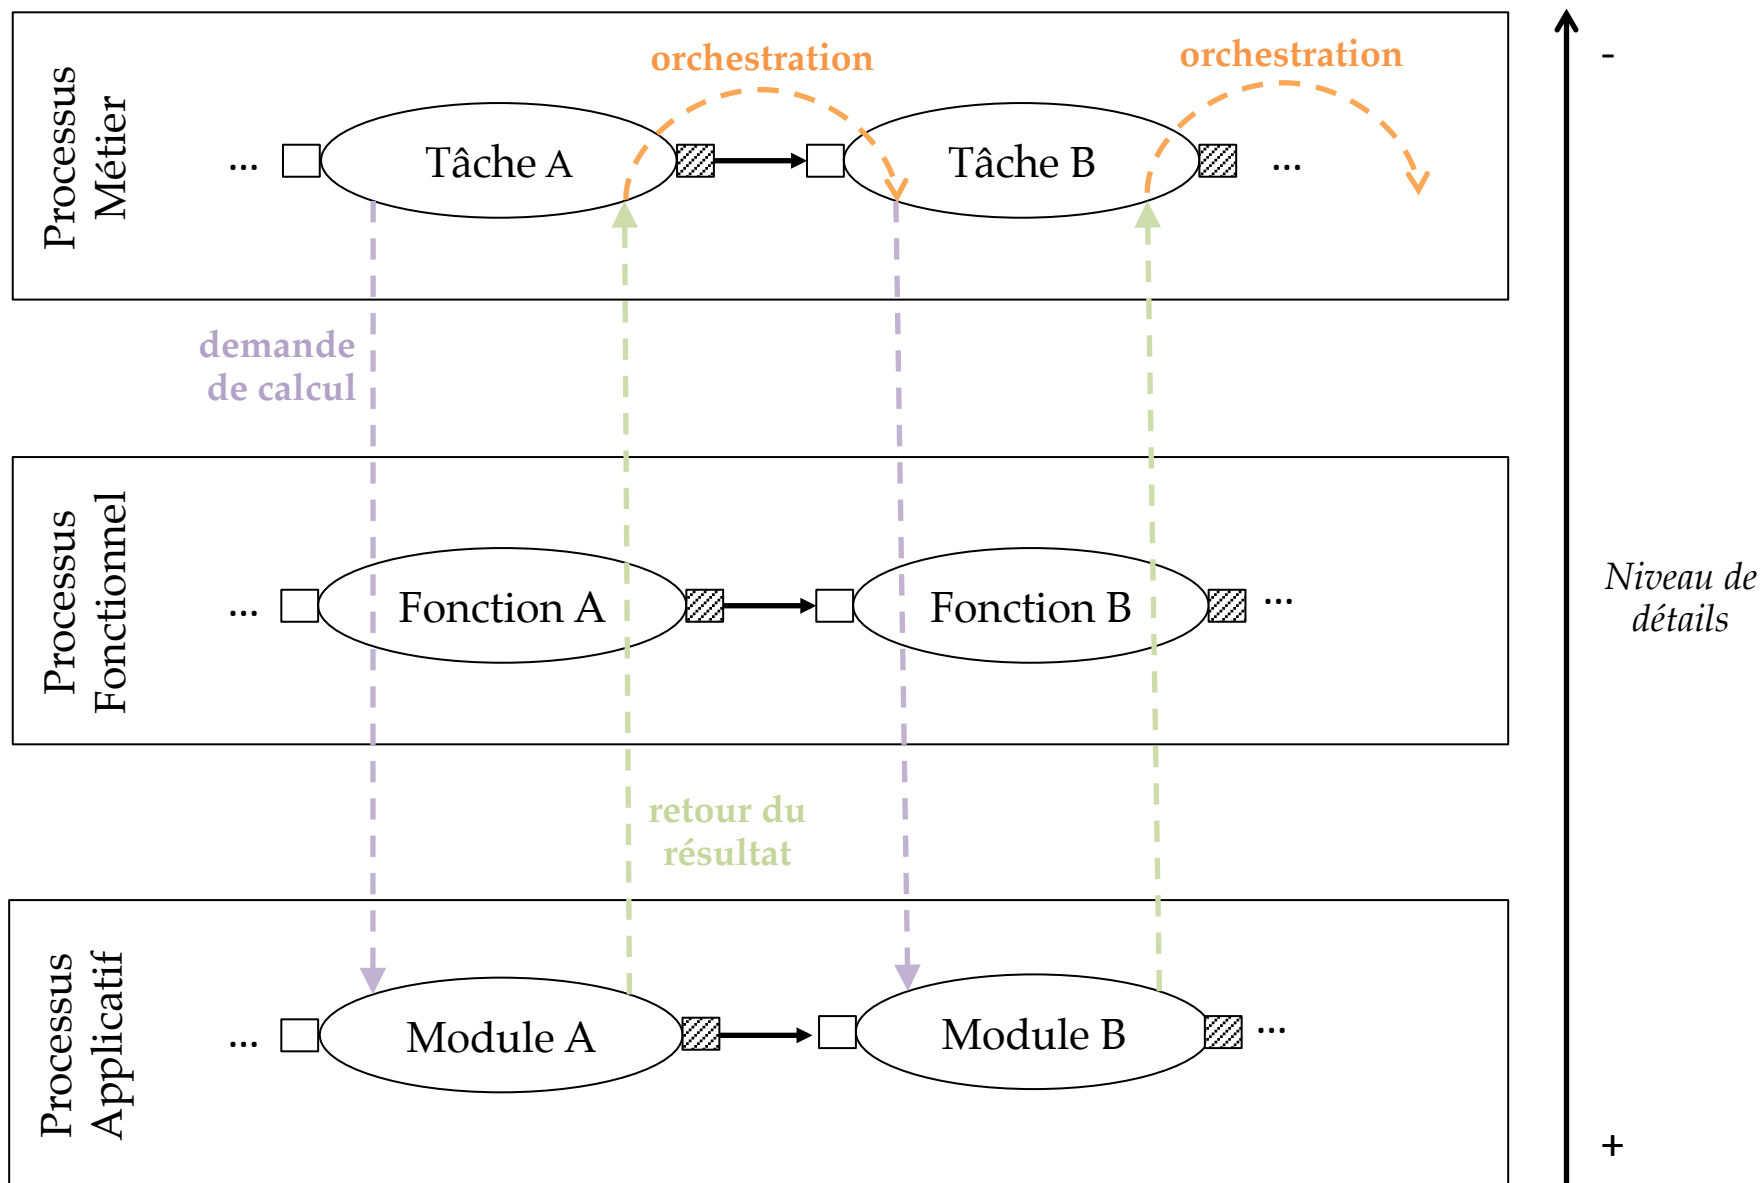 orchestration
orchestration
-
Processus
Métier
... Tâche A Tâche B ...
demande
de calcul
Processus
Fonctionnel
... Fonction A Fonction B ...
Niveau de
détails
retour du
résultat
Processus
Applicatif
... Module A Module B ...
+